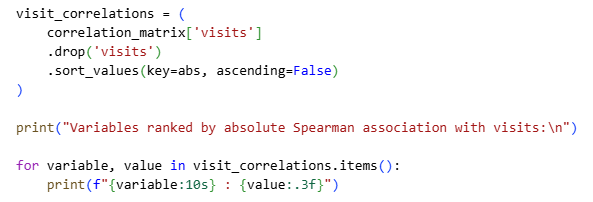 visit_correlations = (
    correlation_matrix['visits']
    .drop('visits')
    .sort_values(key=abs, ascending=False)
)

print("Variables ranked by absolute Spearman association with visits:\n")

for variable, value in visit_correlations.items():
    print(f"{variable:10s} : {value:.3f}")